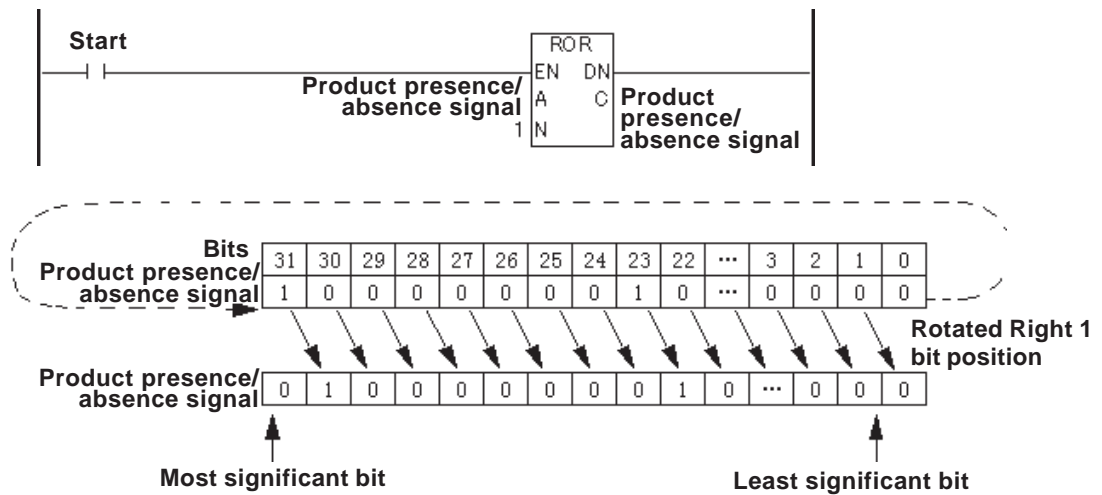 Start
ROR
EN DN
Product presence/
absence signal
A C
Product
presence/
absence signal
1 N
Bits 31 30 29 28 27 26 25 24 23 22 ... 3 2 1 0
Product presence/
absence signal 1 0 0 0 0 0 0 0 1 0 ... 0 0 0 0
Rotated Right 1
bit position
Product presence/
absence signal 0 1 0 0 0 0 0 0 0 1 0 ... 0 0 0
Most significant bit
Least significant bit